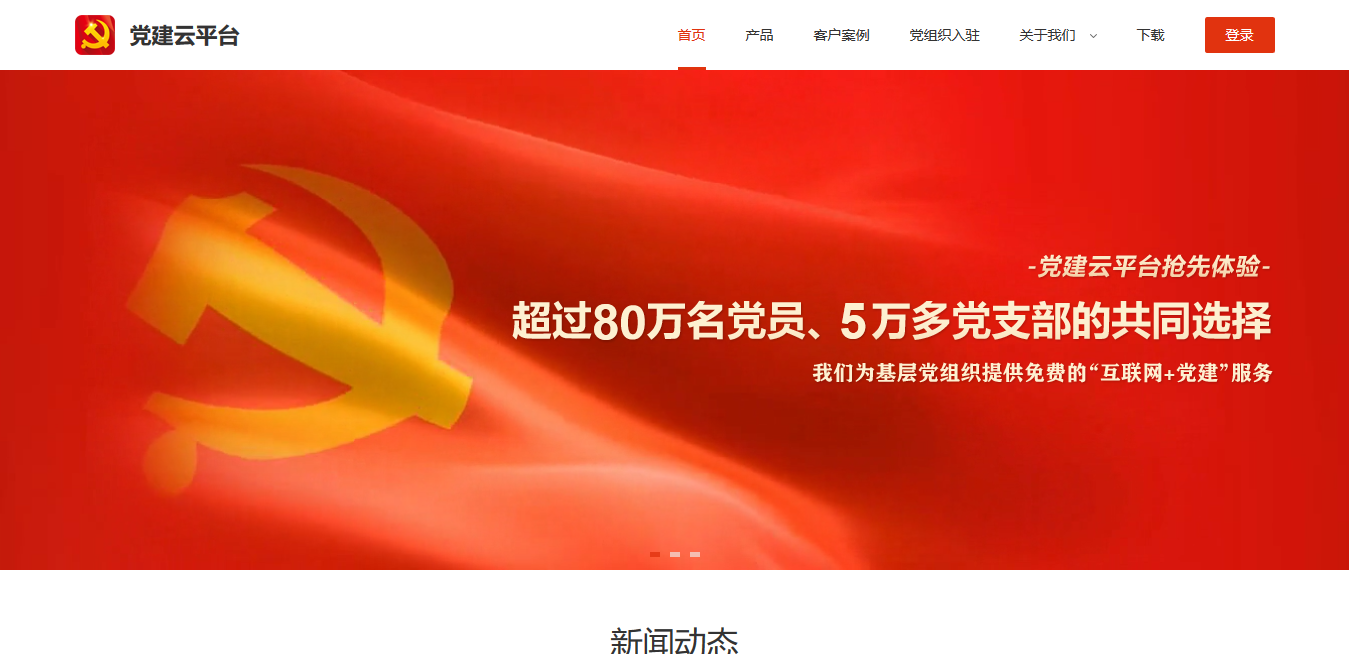 党建云平台
首页 产品 客户案例 党组织入驻 关于我们 下载 登录
-党建云平台抢先体验-
超过80万名党员、5万多党支部的共同选择
我们为基层党组织提供免费的“互联网+党建”服务
新闻动态